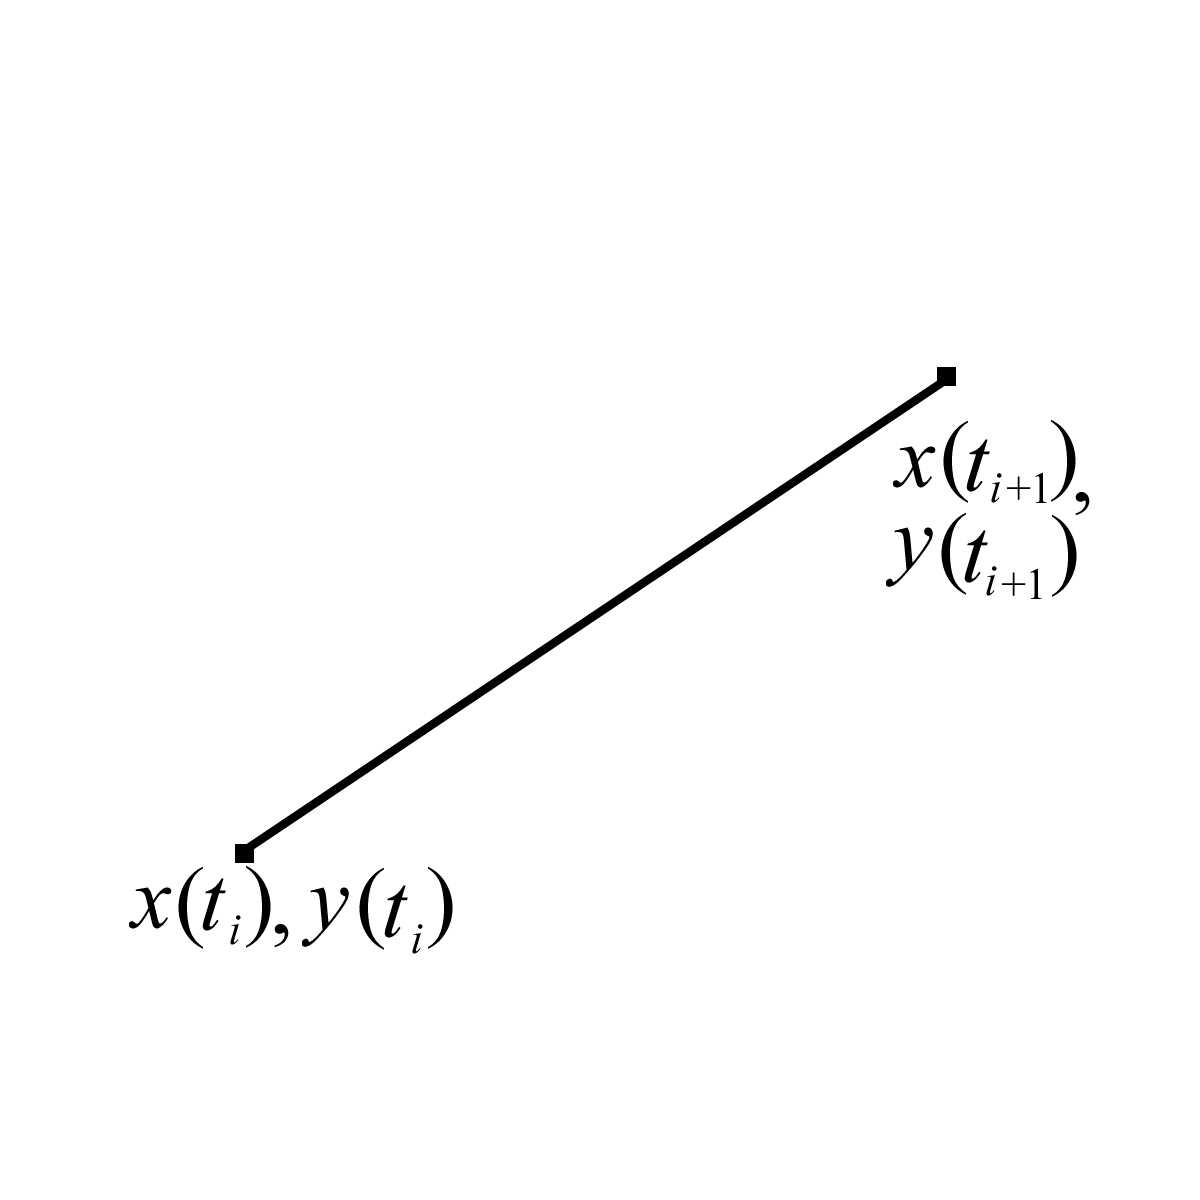 x(t_{i+1}),
y(t_{i+1})
x(t_i), y(t_i)